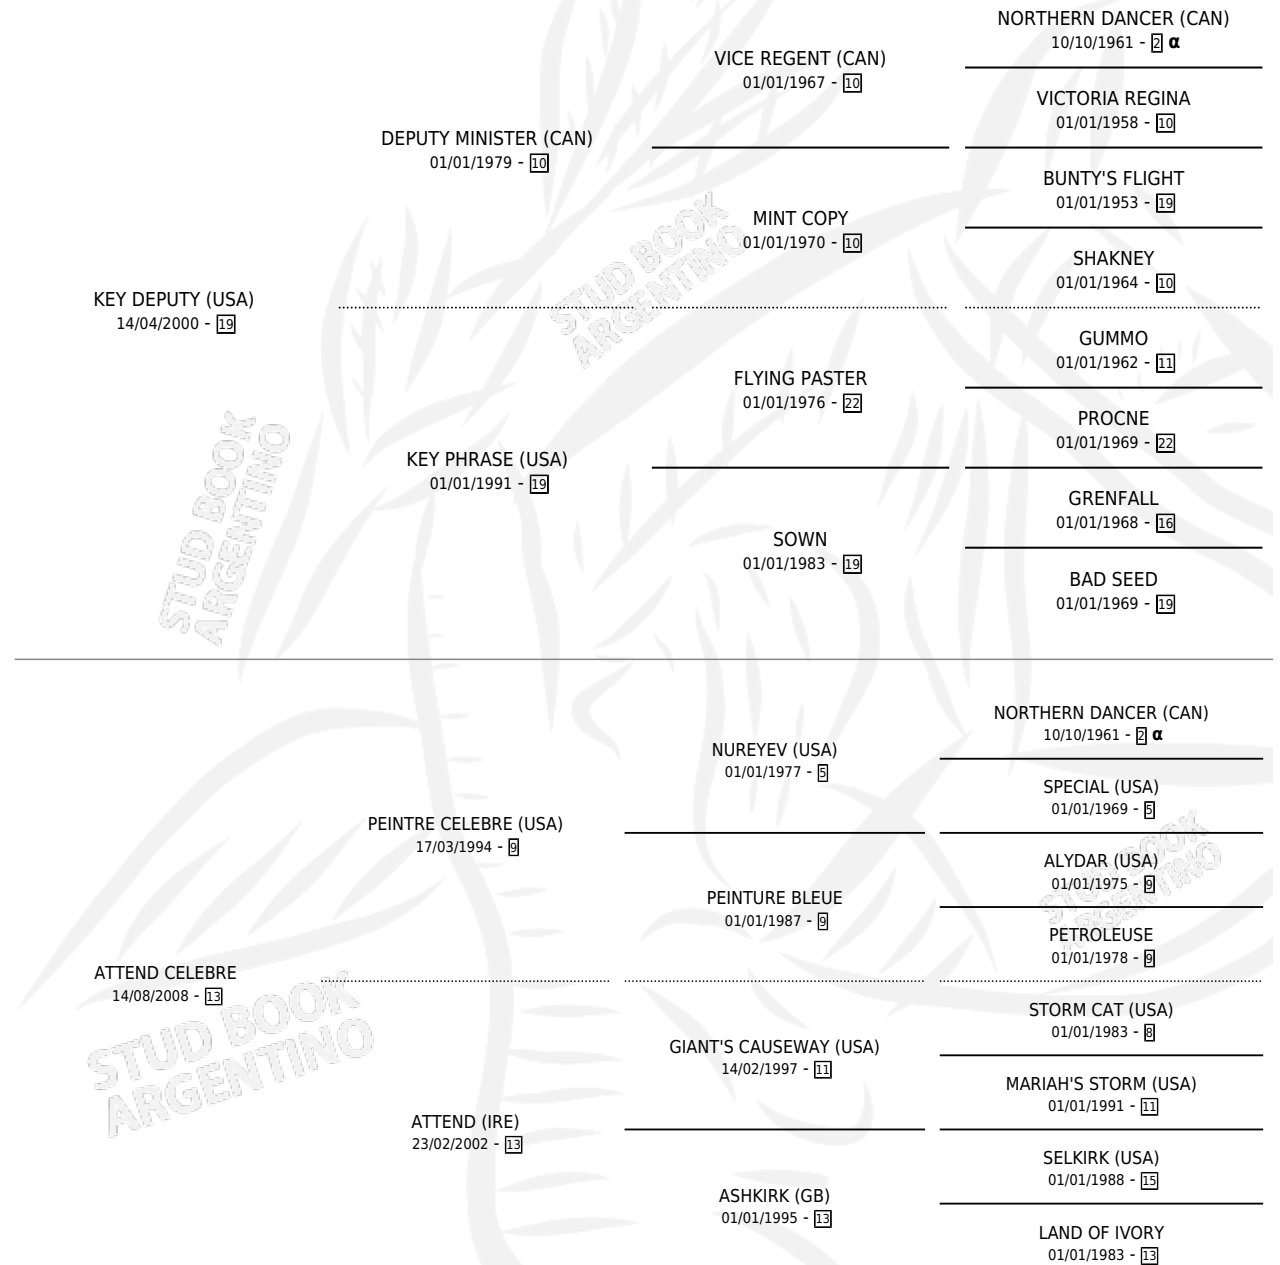 NORTHERN DANCER (CAN)
10/10/1961 - 2 α
VICE REGENT (CAN)
01/01/1967 - 10
VICTORIA REGINA
01/01/1958 - 10
DEPUTY MINISTER (CAN)
01/01/1979 - 10
BUNTY'S FLIGHT
01/01/1953 - 19
MINT COPY
01/01/1970 - 10
SHAKNEY
01/01/1964 - 10
KEY DEPUTY (USA)
14/04/2000 - 19
GUMMO
01/01/1962 - 11
FLYING PASTER
01/01/1976 - 22
PROCNE
01/01/1969 - 22
KEY PHRASE (USA)
01/01/1991 - 19
GRENFALL
01/01/1968 - 16
SOWN
01/01/1983 - 19
BAD SEED
01/01/1969 - 19
STUD BOOK
ARGENTINO
STUD BOOK
ARGENTINO
NORTHERN DANCER (CAN)
10/10/1961 - 2 α
NUREYEV (USA)
01/01/1977 - 5
SPECIAL (USA)
01/01/1969 - 5
PEINTRE CELEBRE (USA)
17/03/1994 - 9
ALYDAR (USA)
01/01/1975 - 9
PEINTURE BLEUE
01/01/1987 - 9
PETROLEUSE
01/01/1978 - 9
ATTEND CELEBRE
14/08/2008 - 13
STORM CAT (USA)
01/01/1983 - 8
GIANT'S CAUSEWAY (USA)
14/02/1997 - 11
MARIAH'S STORM (USA)
01/01/1991 - 11
ATTEND (IRE)
23/02/2002 - 13
SELKIRK (USA)
01/01/1988 - 15
ASHKIRK (GB)
01/01/1995 - 13
LAND OF IVORY
01/01/1983 - 13
STUD BOOK
ARGENTINO
STUD BOOK
ARGENTINO